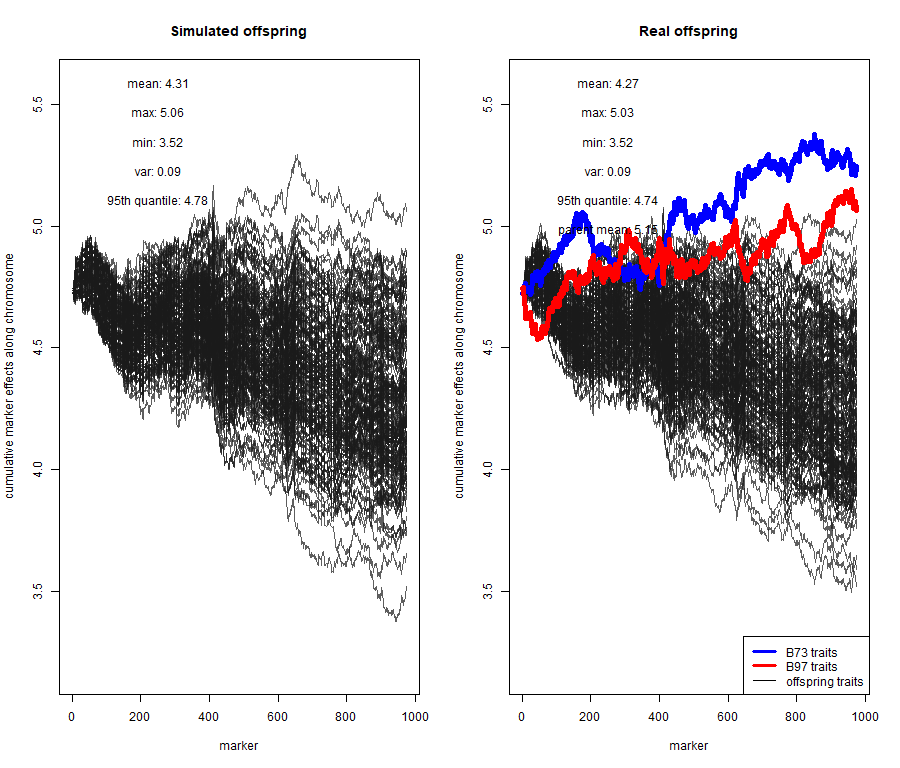 Simulated offspring
mean: 4.31
max: 5.06
min: 3.52
var: 0.09
95th quantile: 4.78
cumulative marker effects along chromosome
5.5
5.0
4.5
4.0
3.5
0 200 400 600 800 1000
marker
Real offspring
mean: 4.27
max: 5.03
min: 3.52
var: 0.09
95th quantile: 4.74
parent mean: 5.15
cumulative marker effects along chromosome
5.5
5.0
4.5
4.0
3.5
B73 traits
B97 traits
offspring traits
0 200 400 600 800 1000
marker